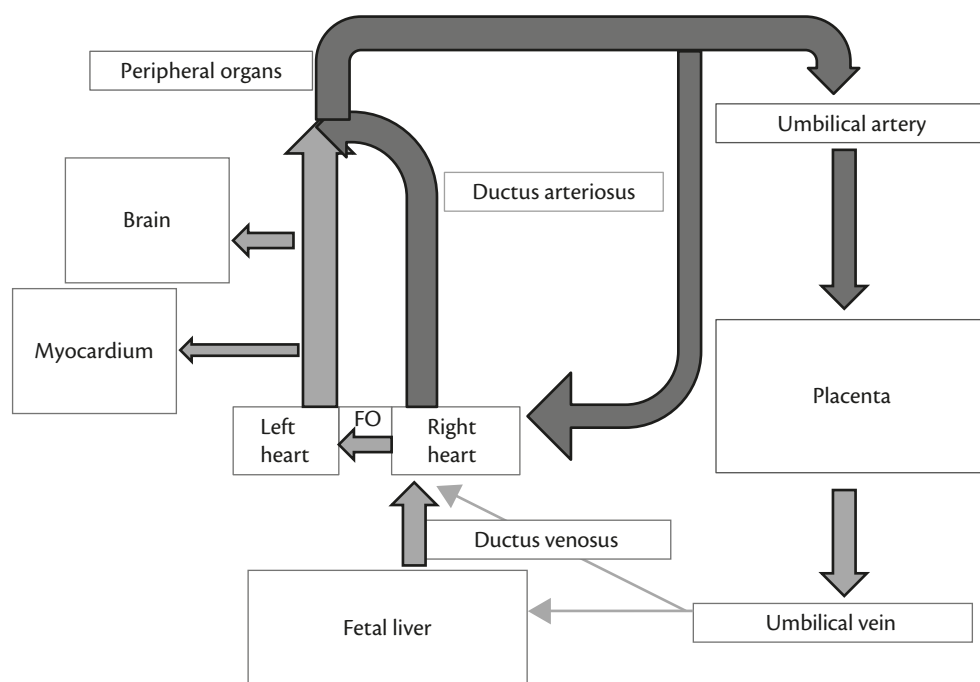 Peripheral organs
Umbilical artery
Ductus arteriosus
Brain
Myocardium
Placenta
FO
Left
heart
Right
heart
Ductus venosus
Fetal liver
Umbilical vein